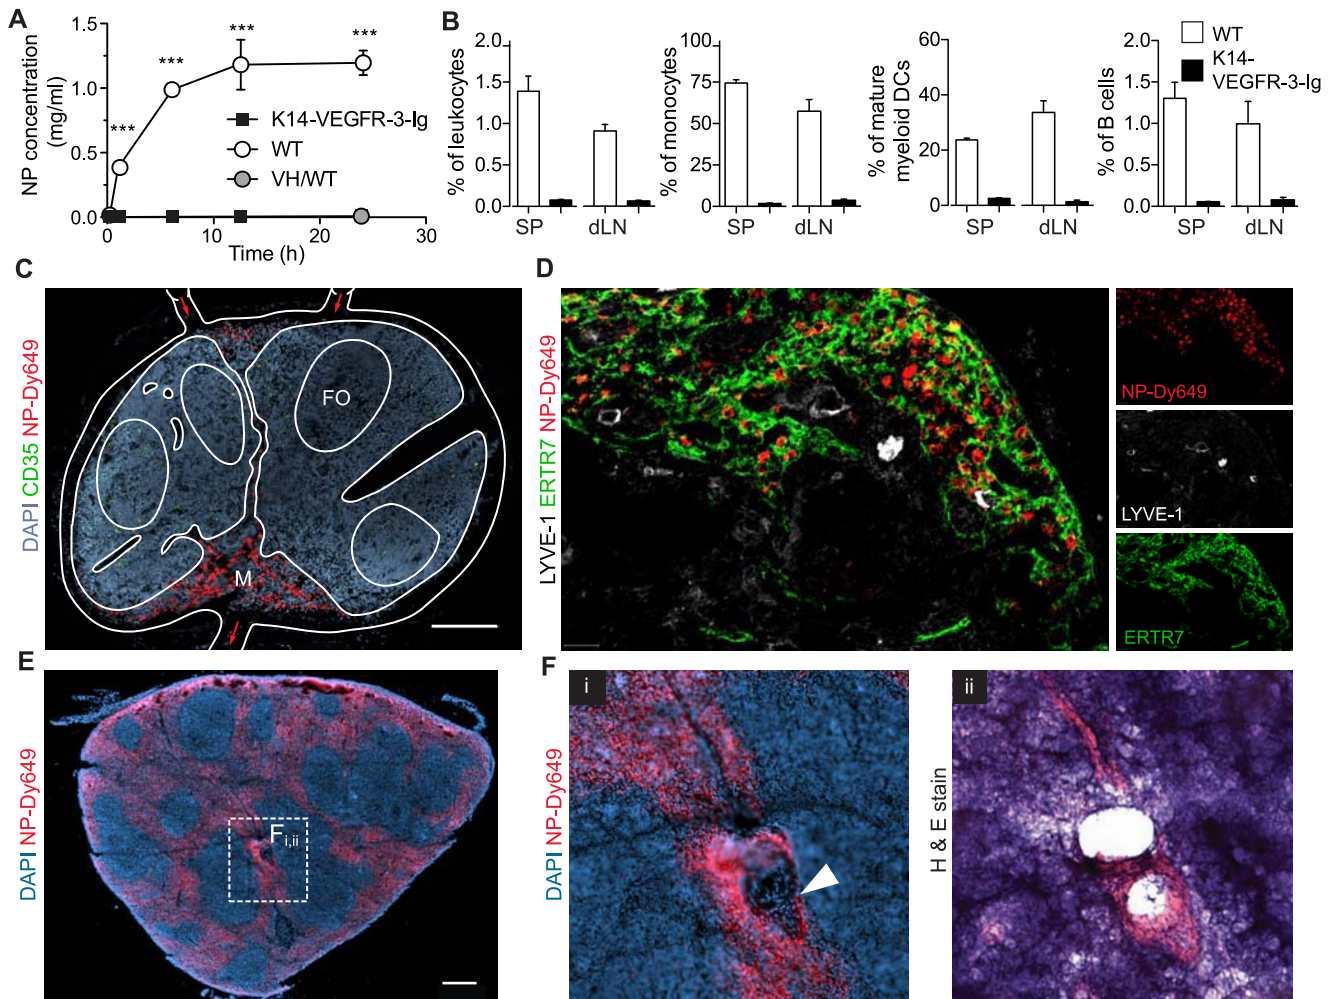 A
NP concentration
(mg/ml)
1.5
1.0
0.5
0.0
***
***
***
***
K14-VEGFR-3-Ig
WT
VH/WT
0
10
20
30
Time (h)
B
% of leukocytes
2.0
1.5
1.0
0.5
0.0
SP
dLN
% of monocytes
100
75
50
25
0
SP
dLN
% of mature
myeloid DCs
60
40
20
0
SP
dLN
% of B cells
2.0
1.5
1.0
0.5
0.0
SP
dLN
WT
K14-
VEGFR-3-Ig
C
DAPI CD35 NP-Dy649
FO
M
D
LYVE-1 ERTR7 NP-Dy649
NP-Dy649
LYVE-1
ERTR7
E
DAPI NP-Dy649
Fi,ii
F
DAPI NP-Dy649
i
H & E stain
ii